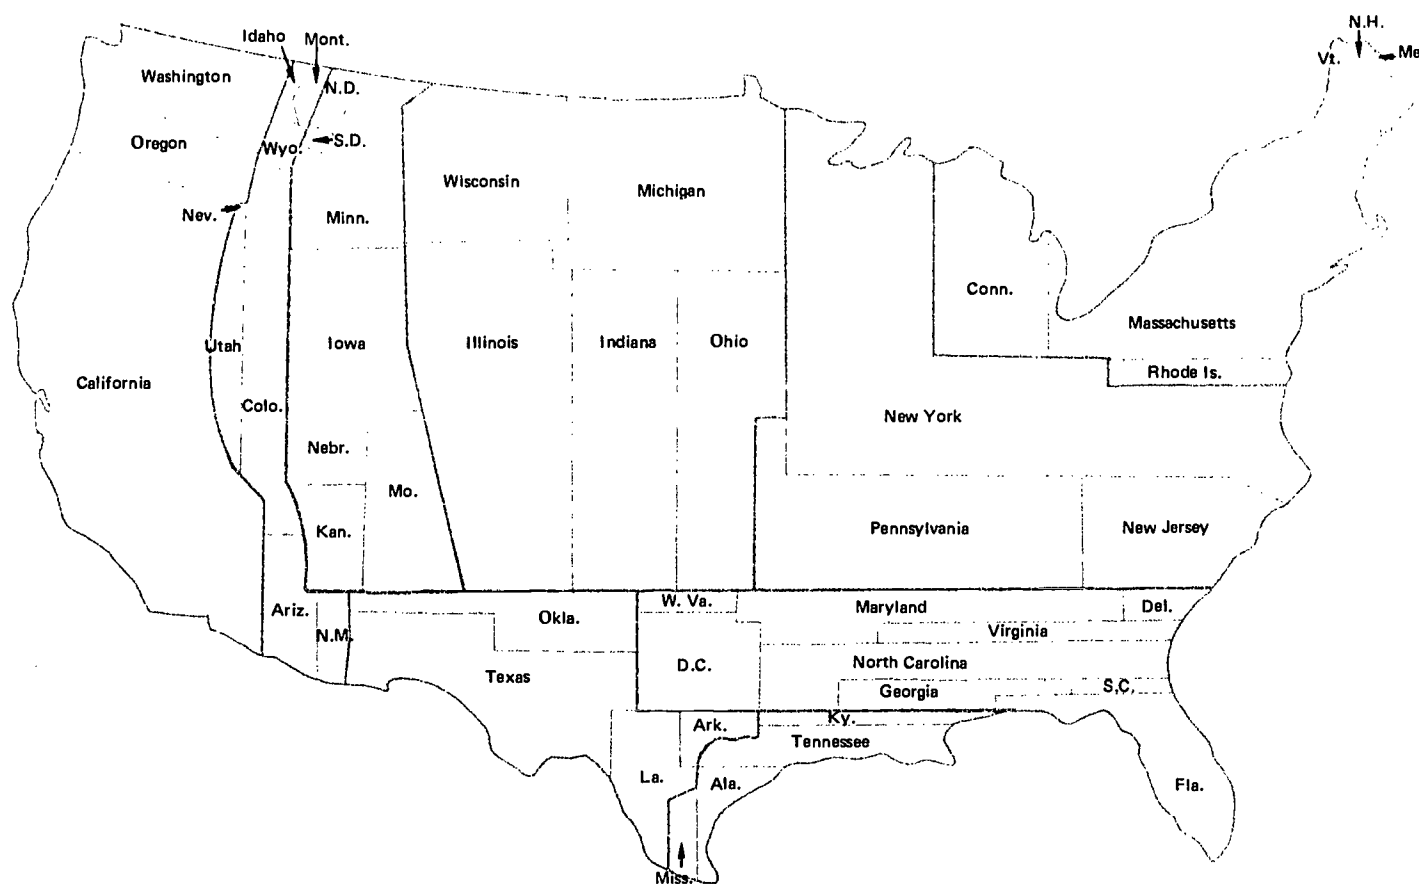 N.H.
Idaho
Mont.
Vt.
Me
Washington
N.D.
Oregon
Wyo.
S.D.
Wisconsin
Michigan
Nev.
Minn.
Conn.
Massachusetts
Utah
Iowa
Illinois
Indiana
Ohio
Rhode Is.
California
Colo.
New York
Nebr.
Mo.
Kan.
Pennsylvania
New Jersey
W. Va.
Maryland
Del.
Ariz.
Okla.
N.M.
Virginia
D.C.
North Carolina
Texas
Georgia
S.C.
Ark.
Ky.
Tennessee
La.
Ala.
Fla.
Miss.